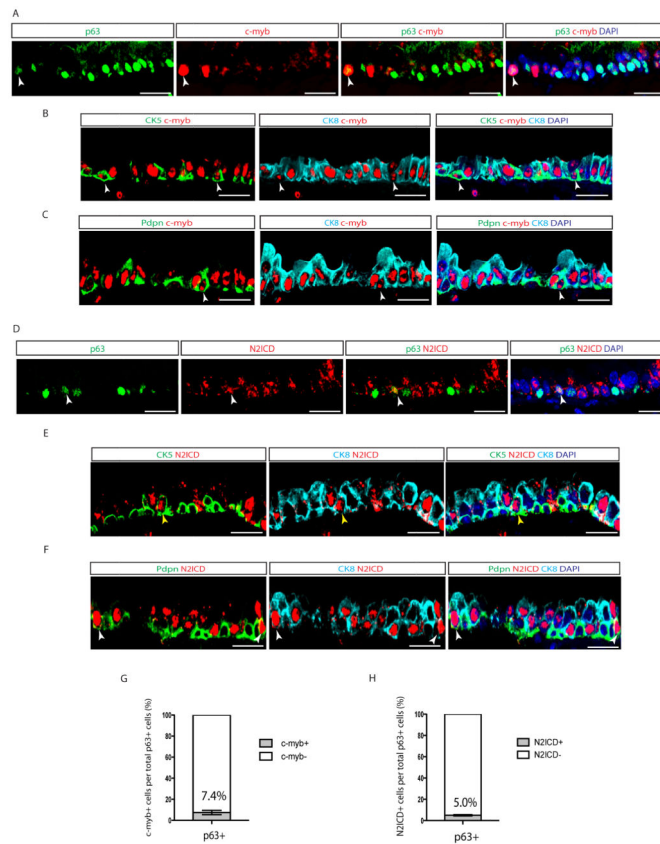 A
p63 c-myb p63 c-myb p63 c-myb DAPI
B
CK5 c-myb CK8 c-myb CK5 c-myb CK8 DAPI
C
Pdpn c-myb CK8 c-myb Pdpn c-myb CK8 DAPI
D
p63 N2ICD p63 N2ICD p63 N2ICD DAPI
E
CK5 N2ICD CK8 N2ICD CK5 N2ICD CK8 DAPI
F
Pdpn N2ICD CK8 N2ICD Pdpn N2ICD CK8 DAPI
G
c-myb+ cells per total p63+ cells (%)
100
80
60
40
20
0
7.4%
p63+
c-myb+
c-myb-
H
N2ICD+ cells per total p63+ cells (%)
100
80
60
40
20
0
5.0%
p63+
N2ICD+
N2ICD-